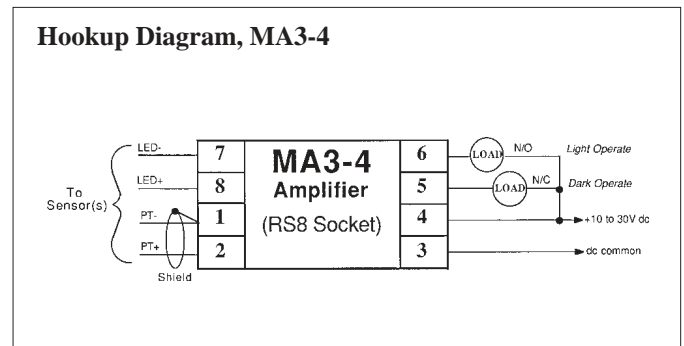 Hookup Diagram, MA3-4
To
Sensor(s)
LED-
LED+
PT-
PT+
Shield
7
8
1
2
MA3-4
Amplifier
(RS8 Socket)
6
5
4
3
LOAD
N/O
Light Operate
LOAD
N/C
Dark Operate
+10 to 30V dc
dc common